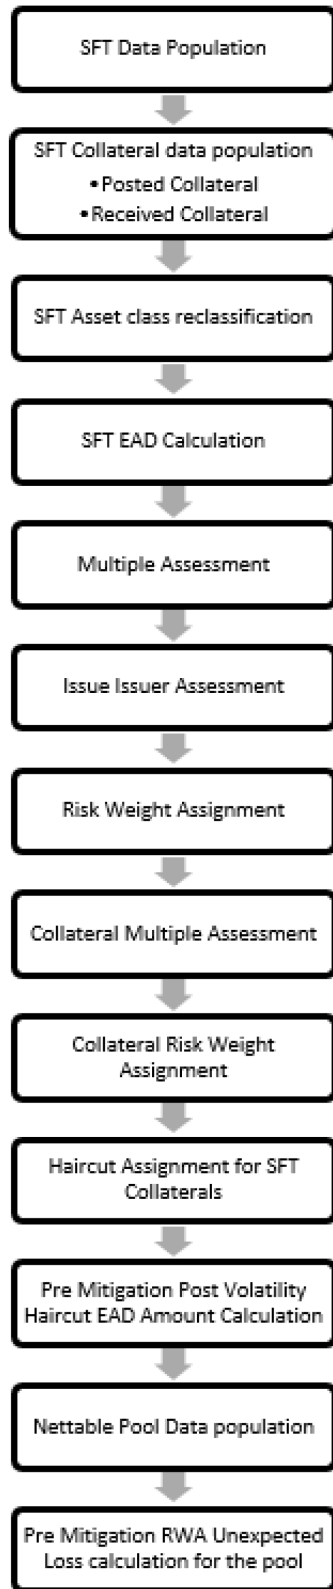 SFT Data Population
SFT Collateral data population
•Posted Collateral
•Received Collateral
SFT Asset class reclassification
SFT EAD Calculation
Multiple Assessment
Issue Issuer Assessment
Risk Weight Assignment
Collateral Multiple Assessment
Collateral Risk Weight
Assignment
Haircut Assignment for SFT
Collaterals
Pre Mitigation Post Volatility
Haircut EAD Amount Calculation
Nettable Pool Data population
Pre Mitigation RWA Unexpected
Loss calculation for the pool